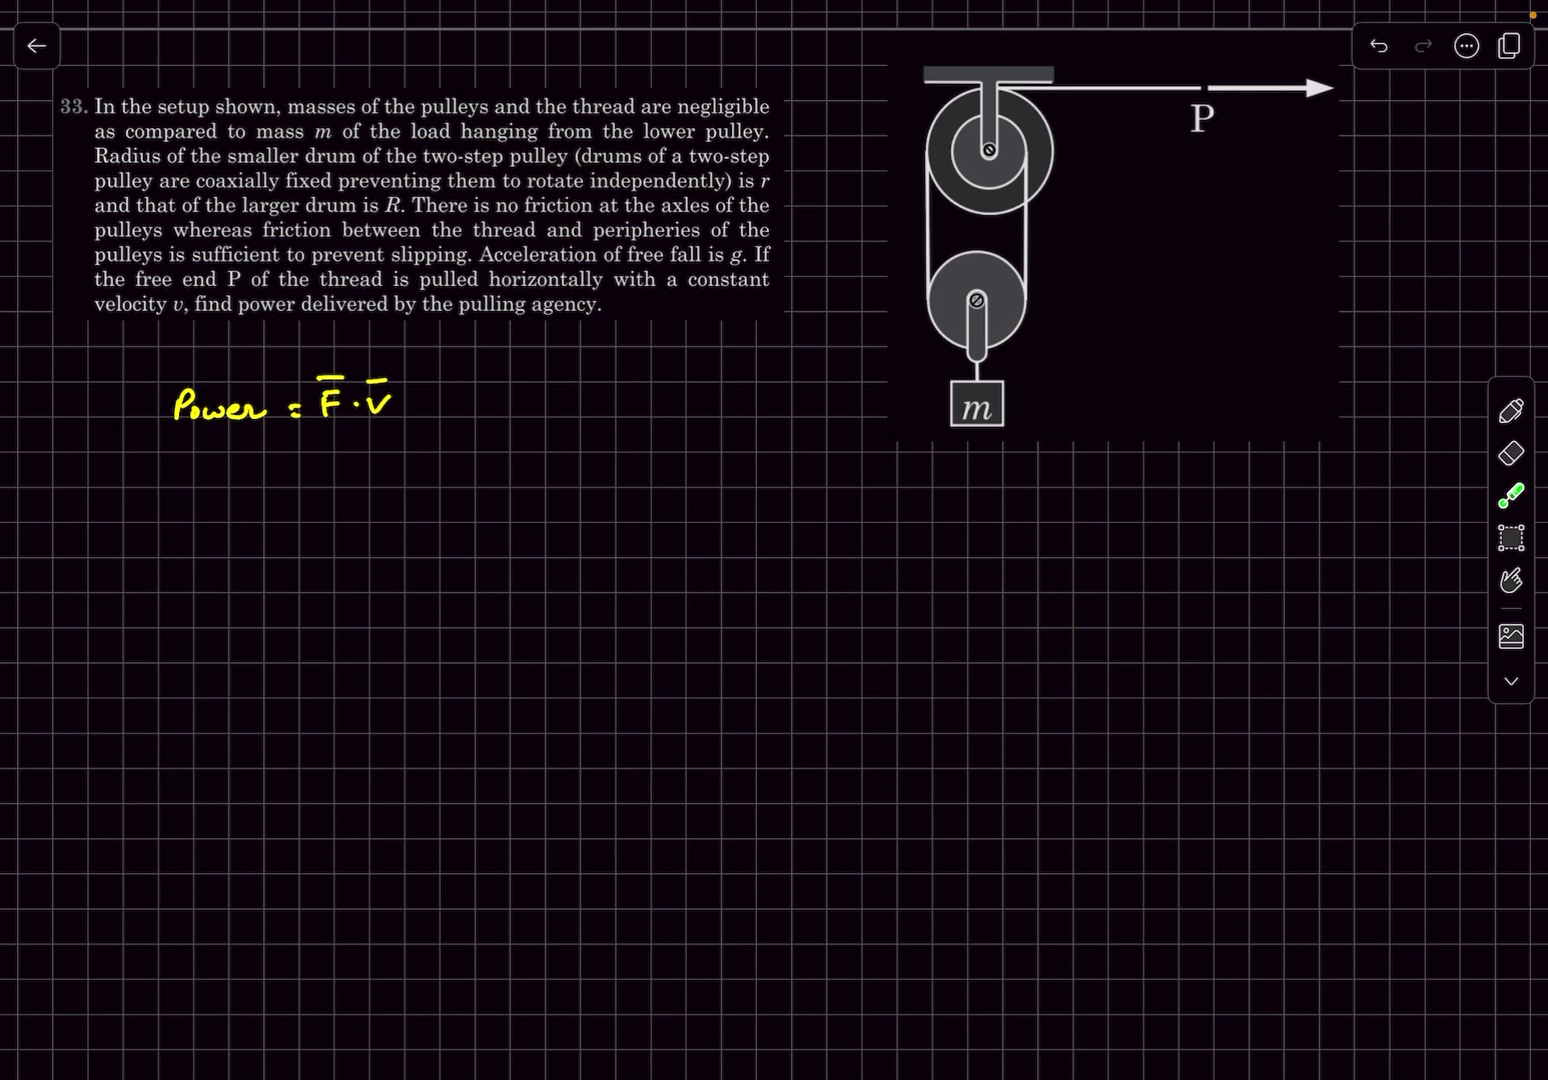 33. In the setup shown, masses of the pulleys and the thread are negligible
as compared to mass m of the load hanging from the lower pulley.
Radius of the smaller drum of the two-step pulley (drums of a two-step
pulley are coaxially fixed preventing them to rotate independently) is r
and that of the larger drum is R. There is no friction at the axles of the
pulleys whereas friction between the thread and peripheries of the
pulleys is sufficient to prevent slipping. Acceleration of free fall is g. If
the free end P of the thread is pulled horizontally with a constant
velocity v, find power delivered by the pulling agency.
P
m
Power = F̅ . v̅